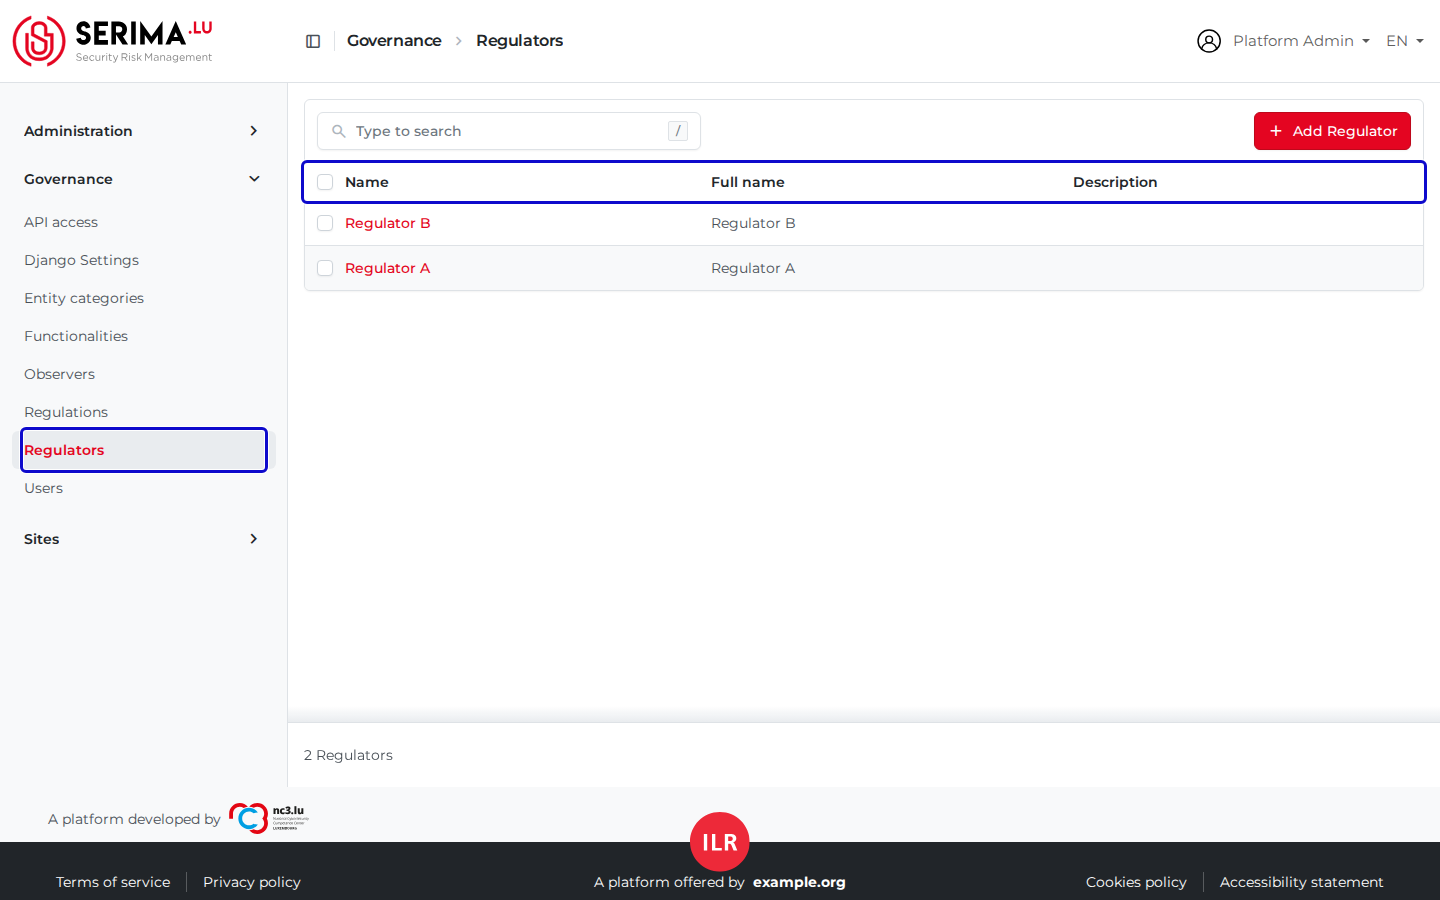 SERIMA.LU
Security Risk Management
Governance > Regulators
Platform Admin
EN
Administration
Governance
API access
Django Settings
Entity categories
Functionalities
Observers
Regulations
Regulators
Users
Sites
Type to search /
+ Add Regulator
Name Full name Description
Regulator B Regulator B
Regulator A Regulator A
2 Regulators
A platform developed by
nc3.lu
LUXEMBOURG
ILR
Terms of service
Privacy policy
A platform offered by example.org
Cookies policy
Accessibility statement